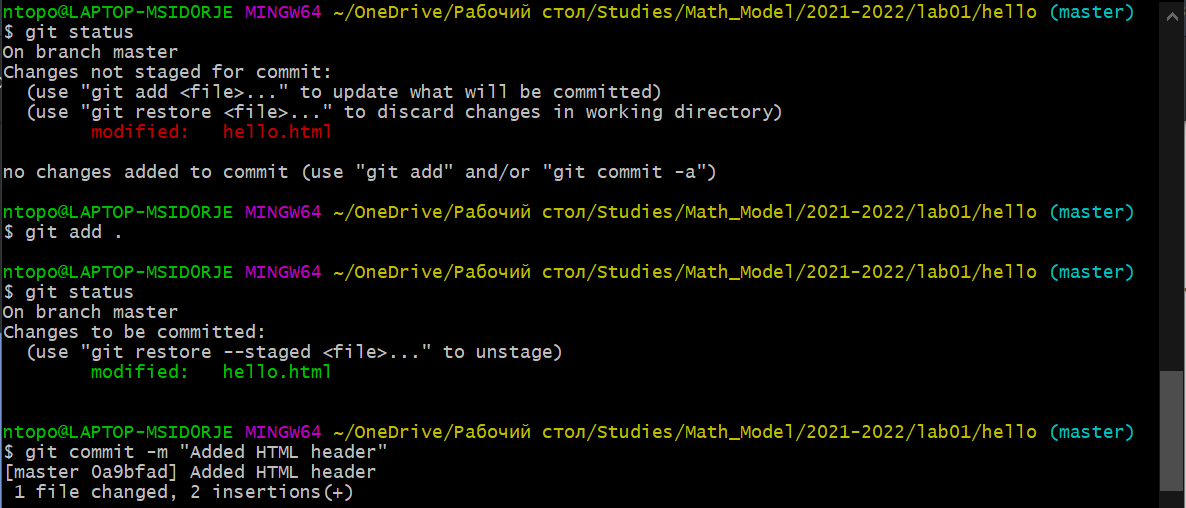 ntopo@LAPTOP-MSIDORJE MINGW64 ~/OneDrive/Рабочий стол/Studies/Math_Model/2021-2022/lab01/hello (master)
$ git status
On branch master
Changes not staged for commit:
  (use "git add <file>..." to update what will be committed)
  (use "git restore <file>..." to discard changes in working directory)
        modified:   hello.html
no changes added to commit (use "git add" and/or "git commit -a")
ntopo@LAPTOP-MSIDORJE MINGW64 ~/OneDrive/Рабочий стол/Studies/Math_Model/2021-2022/lab01/hello (master)
$ git add .
ntopo@LAPTOP-MSIDORJE MINGW64 ~/OneDrive/Рабочий стол/Studies/Math_Model/2021-2022/lab01/hello (master)
$ git status
On branch master
Changes to be committed:
  (use "git restore --staged <file>..." to unstage)
        modified:   hello.html
ntopo@LAPTOP-MSIDORJE MINGW64 ~/OneDrive/Рабочий стол/Studies/Math_Model/2021-2022/lab01/hello (master)
$ git commit -m "Added HTML header"
[master 0a9bfad] Added HTML header
 1 file changed, 2 insertions(+)